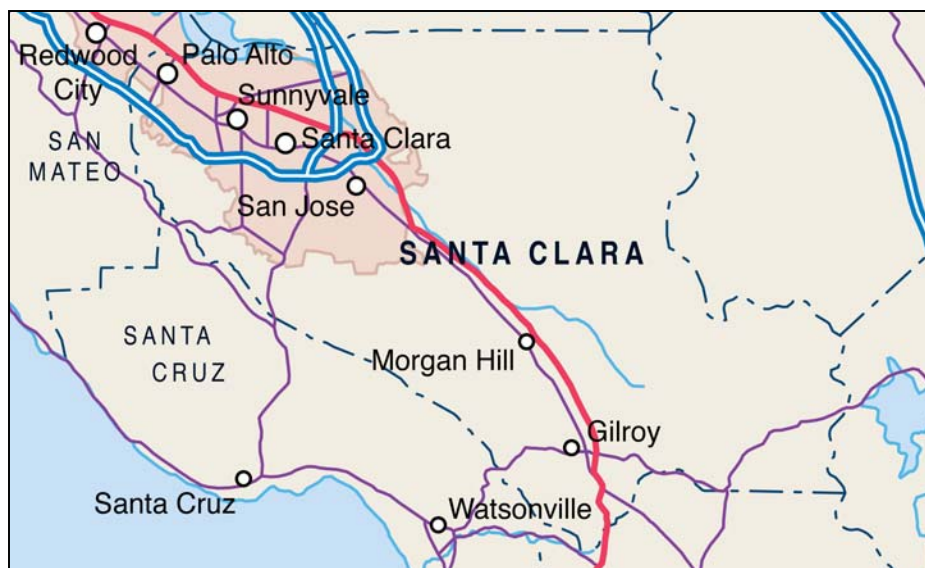 Redwood
City
Palo Alto
Sunnyvale
SAN
MATEO
Santa Clara
San Jose
SANTA CLARA
SANTA
CRUZ
Morgan Hill
Gilroy
Santa Cruz
Watsonville